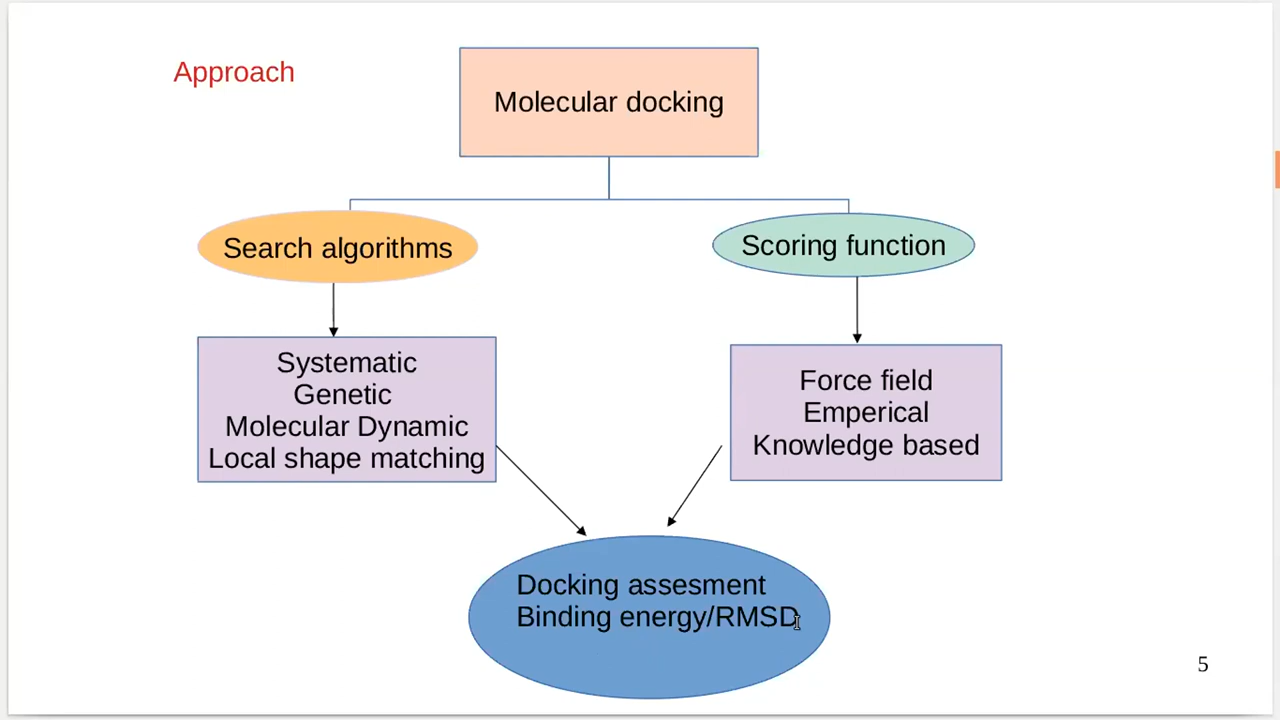 Approach
Molecular docking
Search algorithms
Scoring function
Systematic
Genetic
Molecular Dynamic
Local shape matching
Force field
Emperical
Knowledge based
Docking assesment
Binding energy/RMSD
5